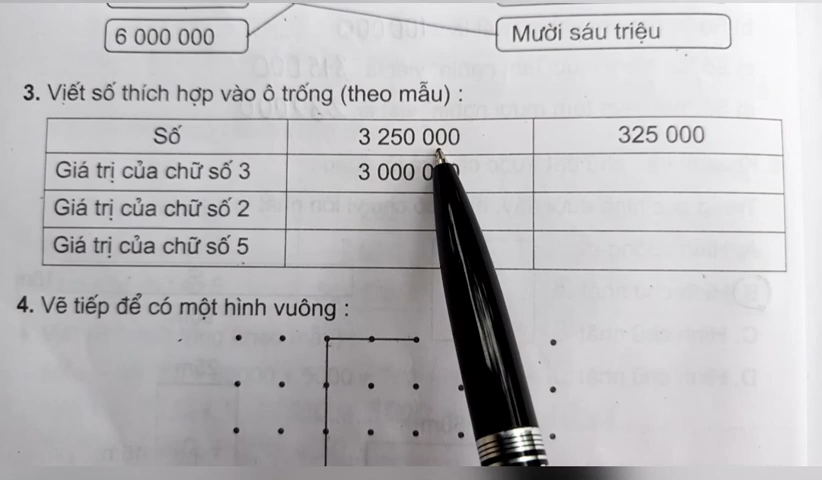 6 000 000
Mười sáu triệu
3. Viết số thích hợp vào ô trống (theo mẫu) :
Số 3 250 000 325 000
Giá trị của chữ số 3 3 000 0
Giá trị của chữ số 2
Giá trị của chữ số 5
4. Vẽ tiếp để có một hình vuông :